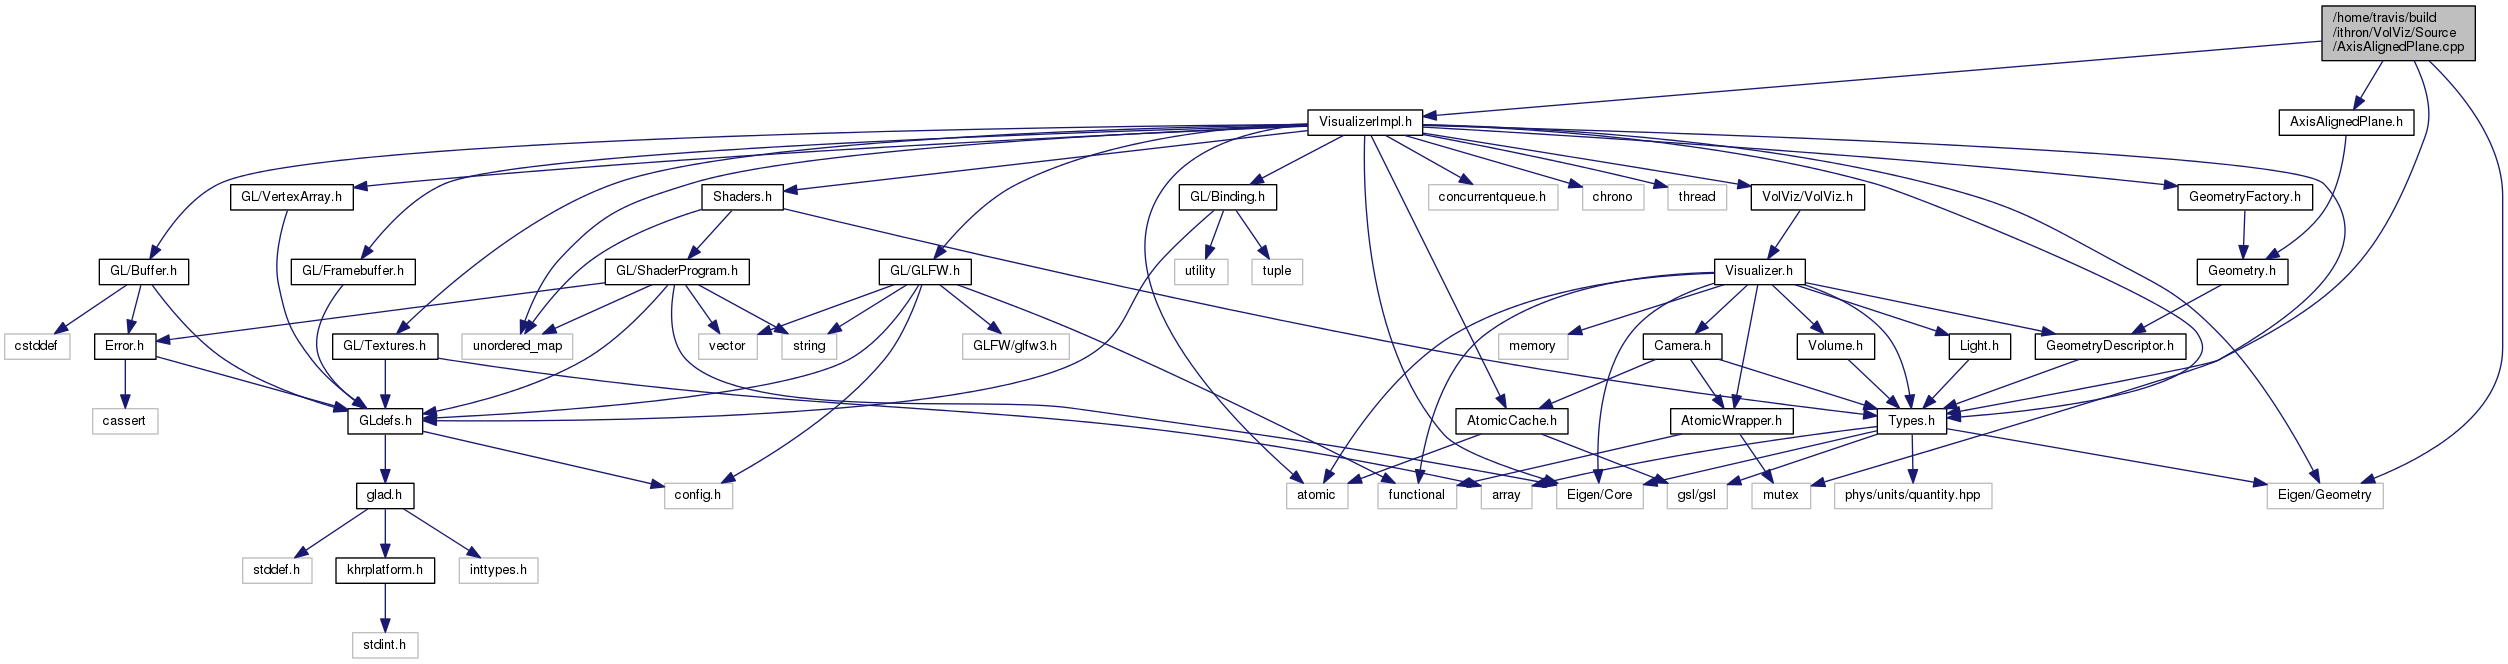 /home/travis/build
/ithron/VolViz/Source
/AxisAlignedPlane.cpp
VisualizerImpl.h
AxisAlignedPlane.h
GL/VertexArray.h
Shaders.h
GL/Binding.h
concurrentqueue.h
chrono
thread
VolViz/VolViz.h
GeometryFactory.h
GL/Buffer.h
GL/Framebuffer.h
GL/ShaderProgram.h
GL/GLFW.h
utility
tuple
Visualizer.h
Geometry.h
cstddef
Error.h
GL/Textures.h
unordered_map
vector
string
GLFW/glfw3.h
memory
Camera.h
Volume.h
Light.h
GeometryDescriptor.h
cassert
GLdefs.h
AtomicCache.h
AtomicWrapper.h
Types.h
glad.h
config.h
atomic
functional
array
Eigen/Core
gsl/gsl
mutex
phys/units/quantity.hpp
Eigen/Geometry
stddef.h
khrplatform.h
inttypes.h
stdint.h